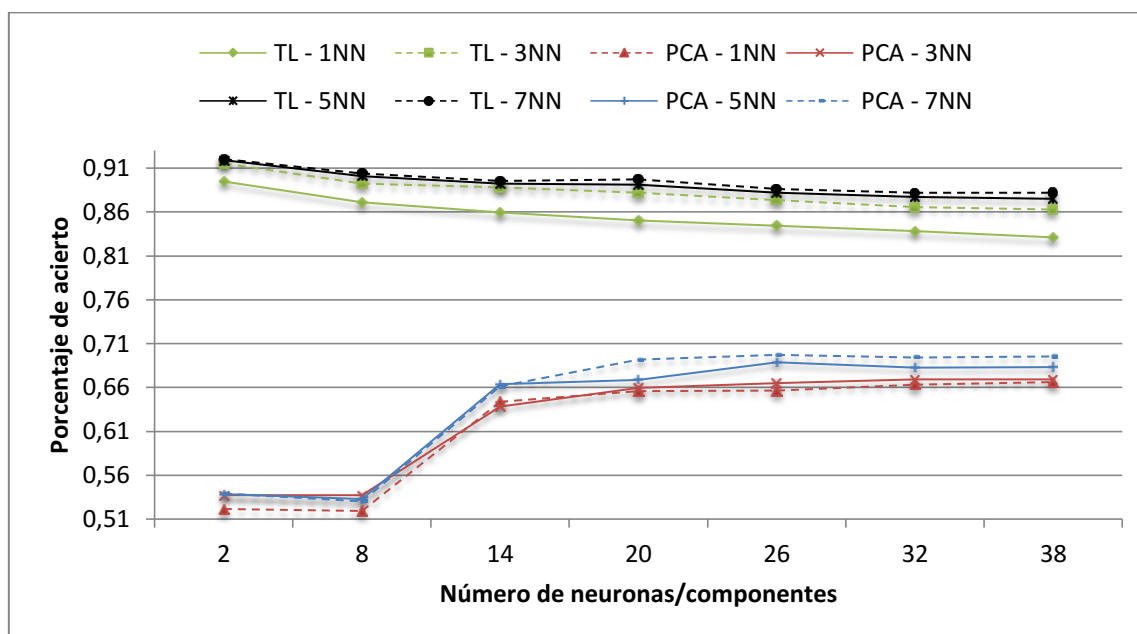 TL - 1NN TL - 3NN PCA - 1NN PCA - 3NN
TL - 5NN TL - 7NN PCA - 5NN PCA - 7NN
0,91
0,86
0,81
0,76
0,71
0,66
0,61
0,56
0,51
Porcentaje de acierto
2 8 14 20 26 32 38
Número de neuronas/componentes